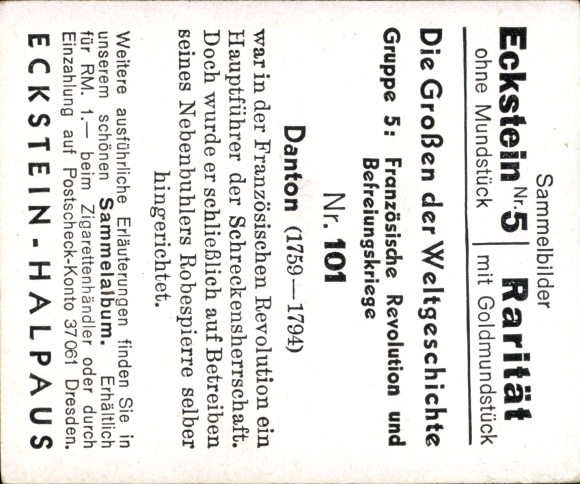 Sammelbilder
Eckstein Nr. 5 | Rarität
ohne Mundstück | mit Goldmundstück
Die Großen der Weltgeschichte
Gruppe 5: Französische Revolution und
Befreiungskriege
Nr. 101
Danton (1759—1794)
war in der Französischen Revolution ein
Hauptführer der Schreckensherrschaft.
Doch wurde er schließlich auf Betreiben
seines Nebenbuhlers Robespierre selber
hingerichtet.
Weitere ausführliche Erläuterungen finden Sie in
unserem schönen Sammelalbum. Erhältlich
für RM. 1.— beim Zigarettenhändler oder durch
Einzahlung auf Postscheck-Konto 37 061 Dresden.
ECKSTEIN-HALPAUS